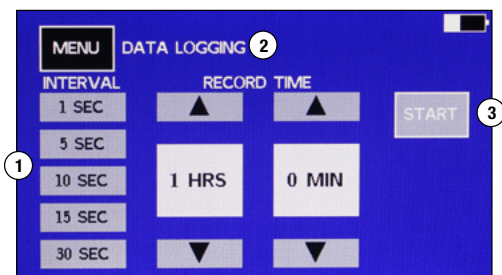 MENU DATA LOGGING 2
INTERVAL RECORD TIME
1 SEC
START 3
5 SEC
1
10 SEC 1 HRS 0 MIN
15 SEC
30 SEC